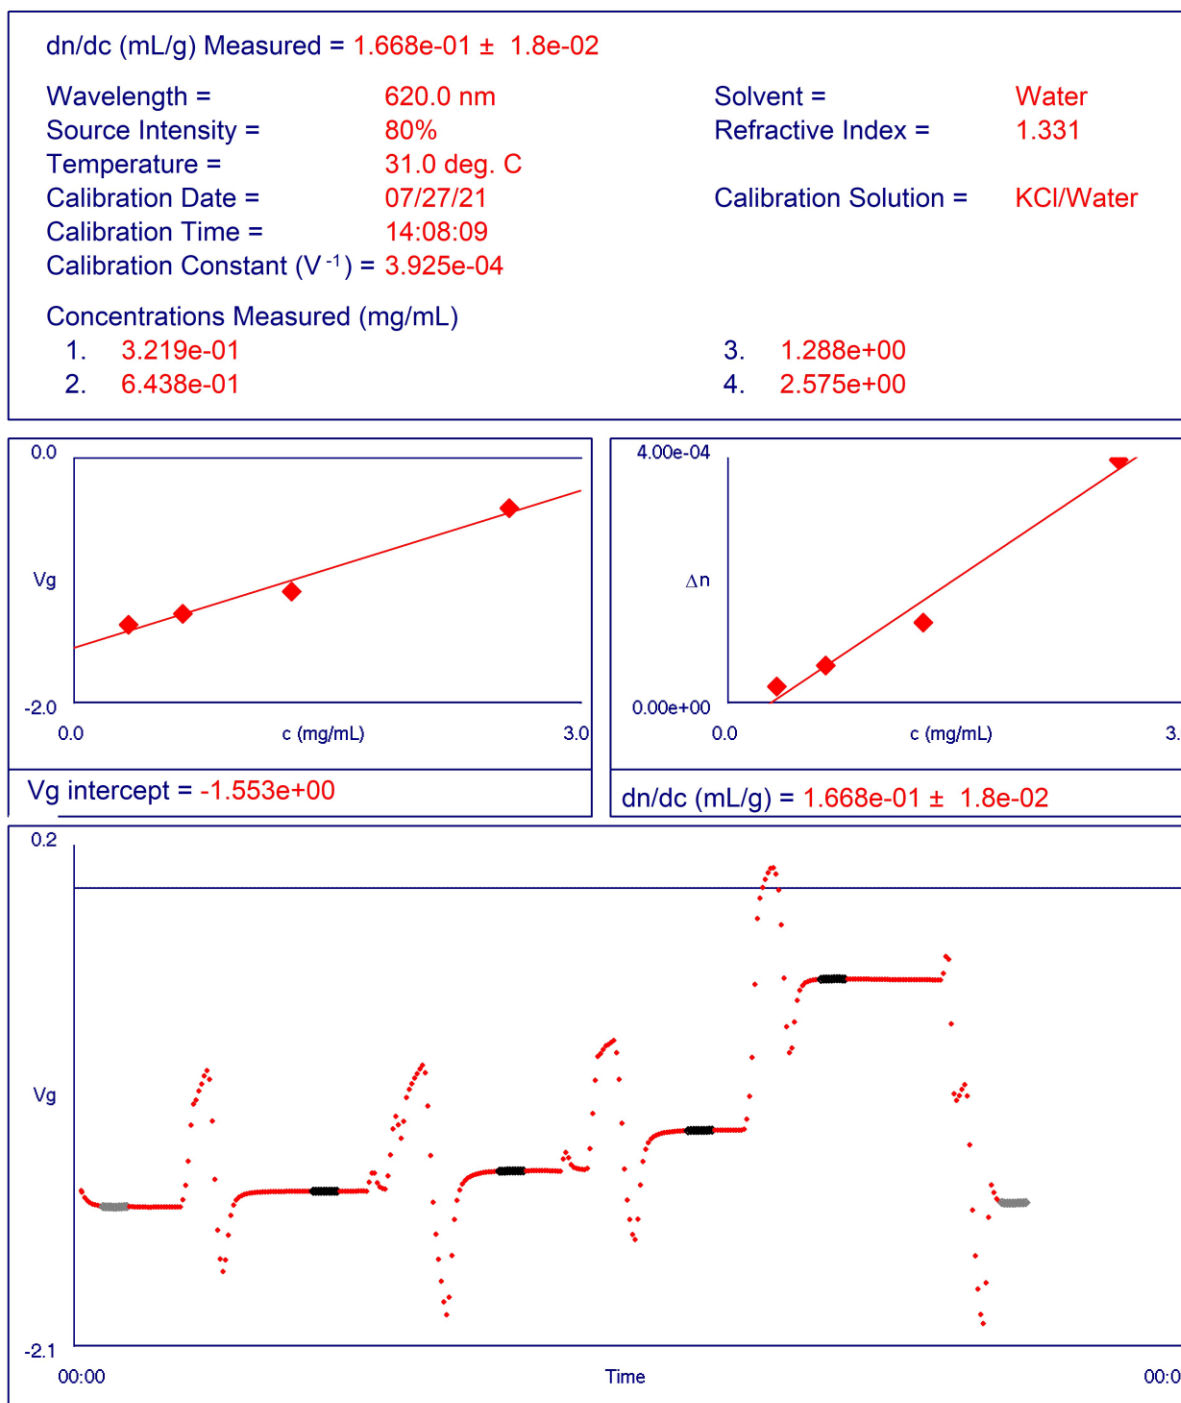 dn/dc (mL/g) Measured = 1.668e-01 ± 1.8e-02
Wavelength = 620.0 nm Solvent = Water
Source Intensity = 80% Refractive Index = 1.331
Temperature = 31.0 deg. C
Calibration Date = 07/27/21 Calibration Solution = KCl/Water
Calibration Time = 14:08:09
Calibration Constant (V⁻¹) = 3.925e-04
Concentrations Measured (mg/mL)
1. 3.219e-01 3. 1.288e+00
2. 6.438e-01 4. 2.575e+00
0.0
Vg
-2.0
0.0 c (mg/mL) 3.0
Vg intercept = -1.553e+00
4.00e-04
Δn
0.00e+00
0.0 c (mg/mL) 3.
dn/dc (mL/g) = 1.668e-01 ± 1.8e-02
0.2
Vg
-2.1
00:00 Time 00:0